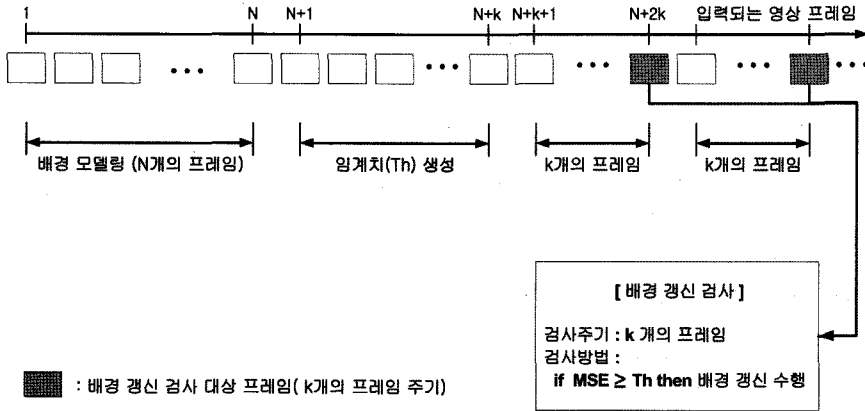 1 N N+1 N+k N+k+1 N+2k 입력되는 영상 프레임
••• ••• ••• ••• •••
배경 모델링 (N개의 프레임) 임계치(Th) 생성 k개의 프레임 k개의 프레임
[ 배경 갱신 검사 ]
검사주기 : k 개의 프레임
검사방법 :
if MSE ≥ Th then 배경 갱신 수행
: 배경 갱신 검사 대상 프레임( k개의 프레임 주기)